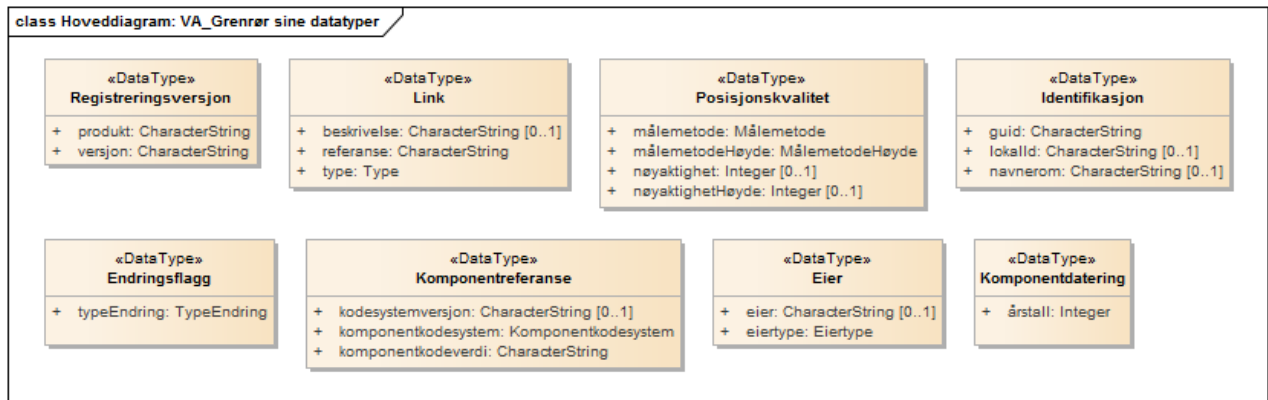 class Hoveddiagram: VA_Grenrør sine datatyper
«DataType»
Registreringsversjon
+ produkt: CharacterString
+ versjon: CharacterString
«DataType»
Link
+ beskrivelse: CharacterString [0..1]
+ referanse: CharacterString
+ type: Type
«DataType»
Posisjonskvalitet
+ målemetode: Målemetode
+ målemetodeHøyde: MålemetodeHøyde
+ nøyaktighet: Integer [0..1]
+ nøyaktighetHøyde: Integer [0..1]
«DataType»
Identifikasjon
+ guid: CharacterString
+ lokalId: CharacterString [0..1]
+ navnerom: CharacterString [0..1]
«DataType»
Endringsflagg
+ typeEndring: TypeEndring
«DataType»
Komponentreferanse
+ kodesystemversjon: CharacterString [0..1]
+ komponentkodesystem: Komponentkodesystem
+ komponentkodeverdi: CharacterString
«DataType»
Eier
+ eier: CharacterString [0..1]
+ eiertype: Eiertype
«DataType»
Komponentdatering
+ årstall: Integer